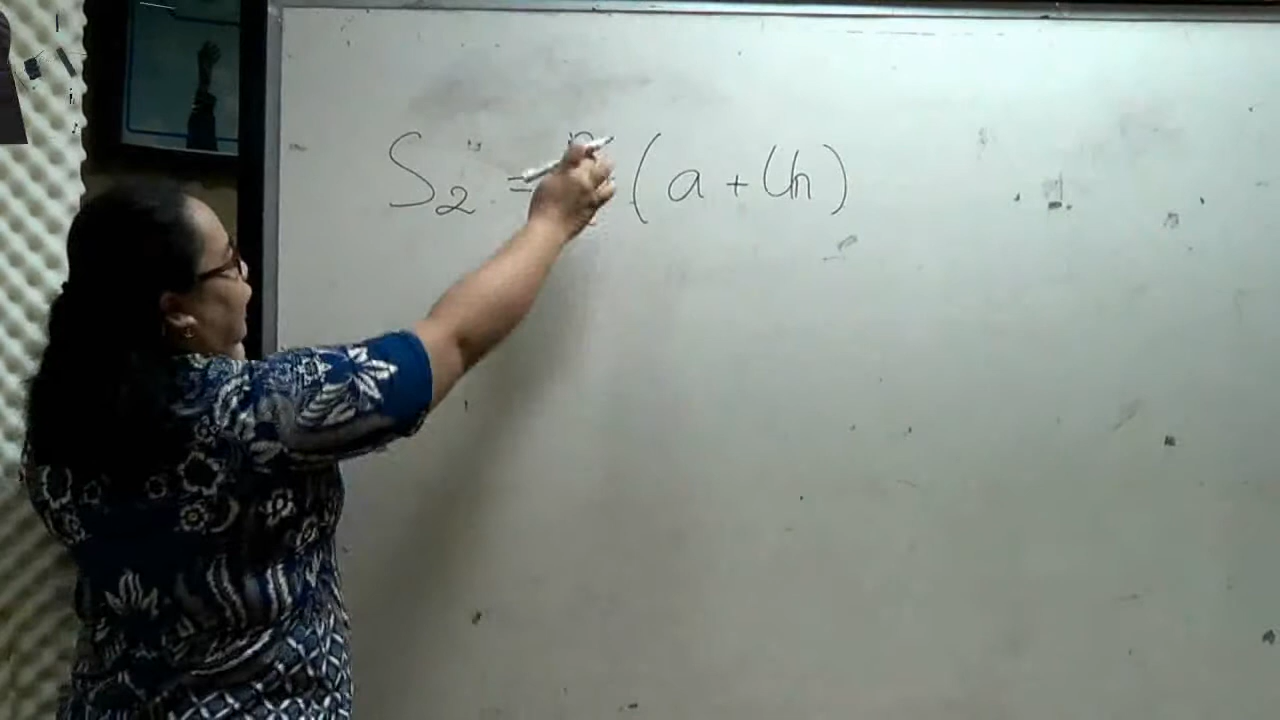 S₂ = (a + Un)